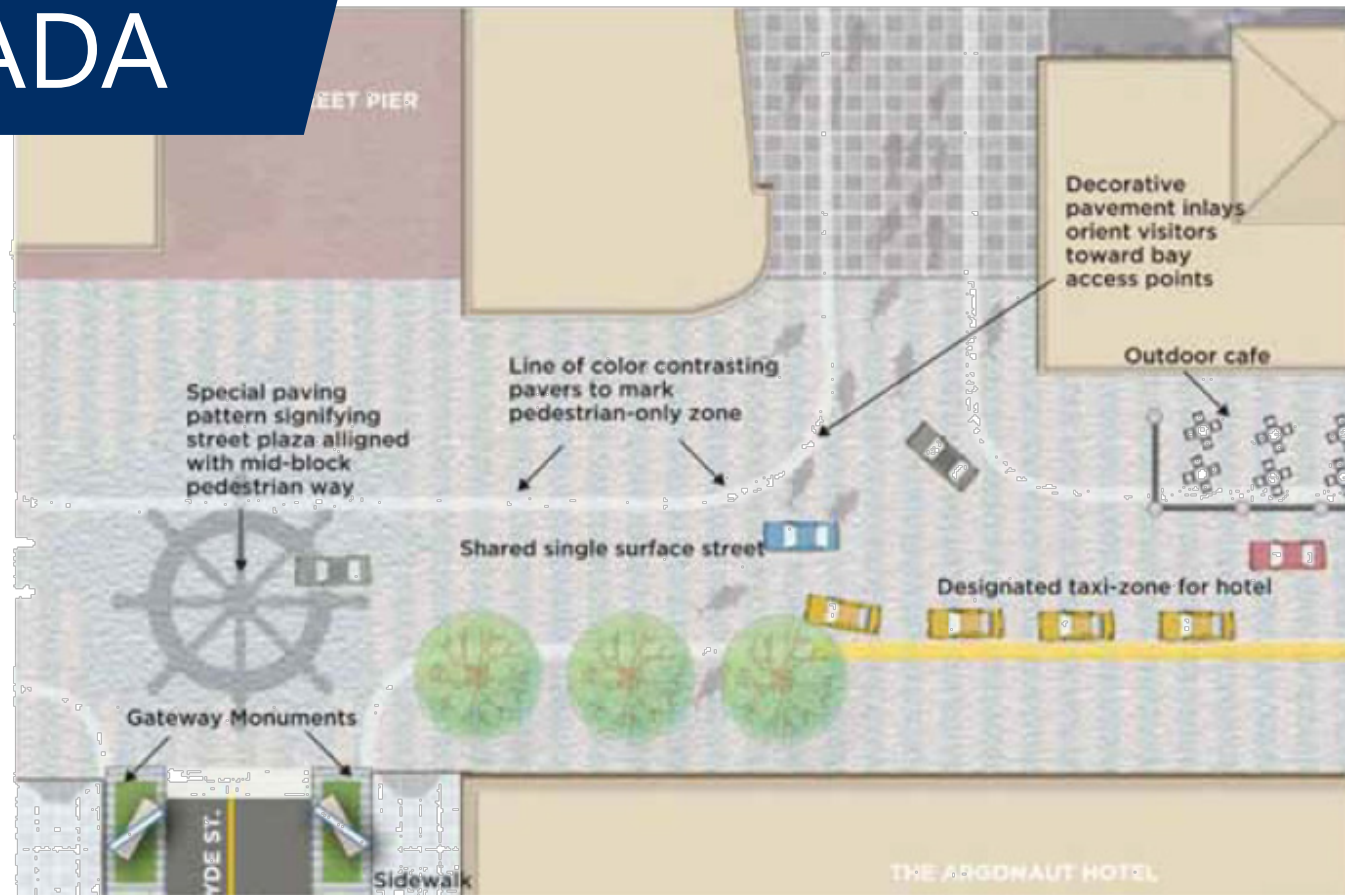 ADA
EET PIER
Decorative
pavement inlays
orient visitors
toward bay
access points
Outdoor cafe
Line of color contrasting
pavers to mark
pedestrian-only zone
Special paving
pattern signifying
street plaza alligned
with mid-block
pedestrian way
Shared single surface street
Designated taxi-zone for hotel
Gateway Monuments
YDE ST.
Sidewalk
THE ARGONAUT HOTEL